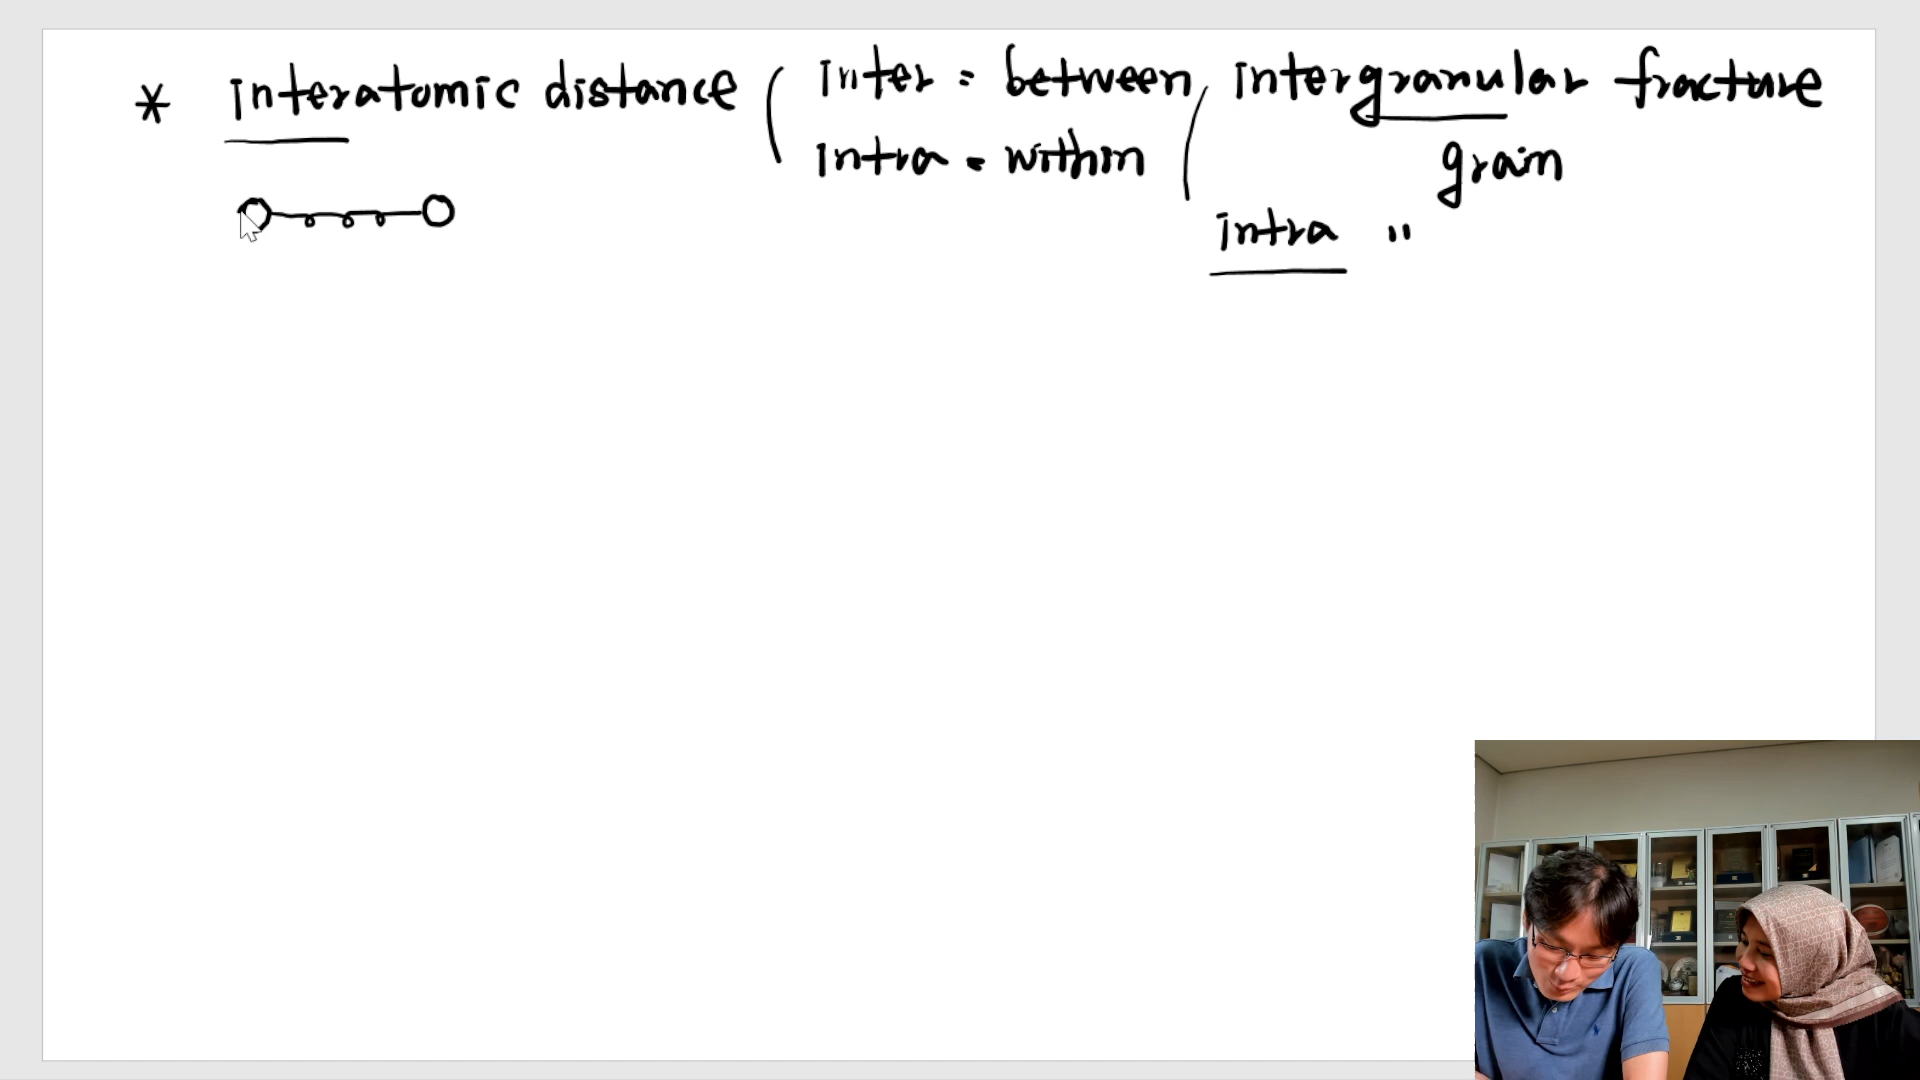 * interatomic distance ( inter = between / intergranular fracture
intra = within grain
intra "